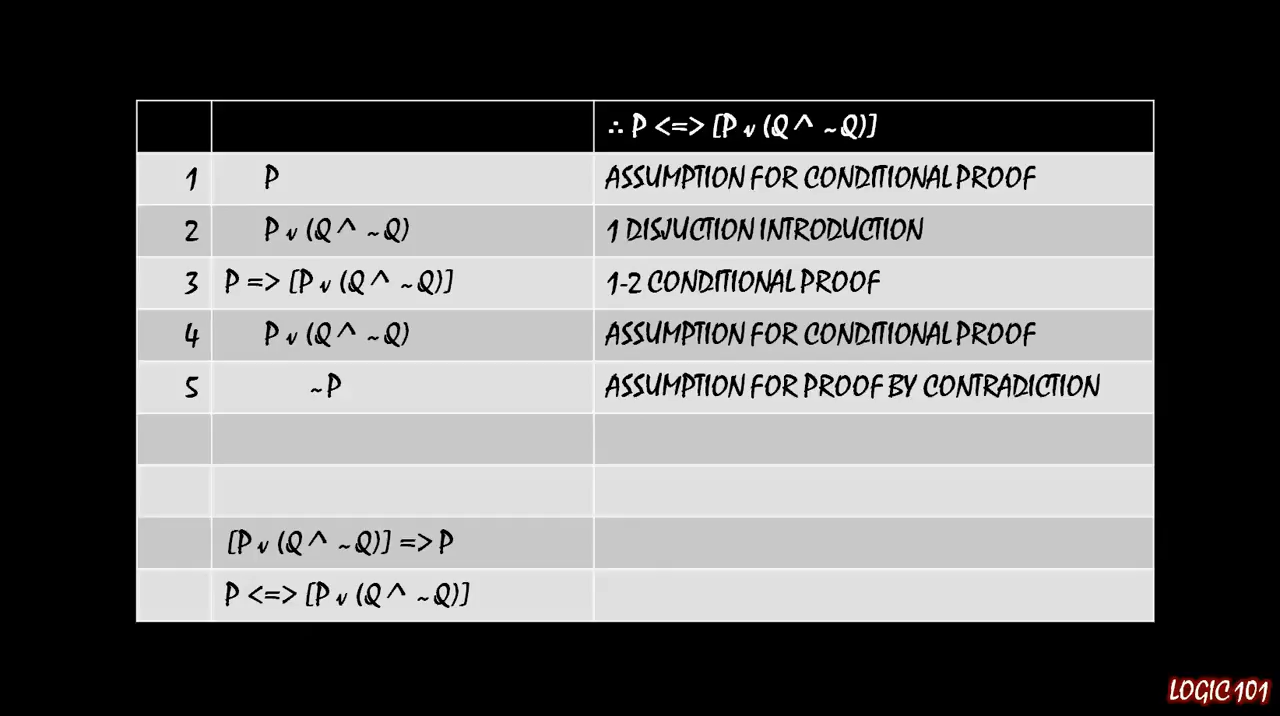 ∴ P <=> [P v (Q ^ ~Q)]
1 P ASSUMPTION FOR CONDITIONAL PROOF
2 P v (Q ^ ~Q) 1 DISJUCTION INTRODUCTION
3 P => [P v (Q ^ ~Q)] 1-2 CONDITIONAL PROOF
4 P v (Q ^ ~Q) ASSUMPTION FOR CONDITIONAL PROOF
5 ~P ASSUMPTION FOR PROOF BY CONTRADICTION
[P v (Q ^ ~Q)] => P
P <=> [P v (Q ^ ~Q)]
LOGIC 101